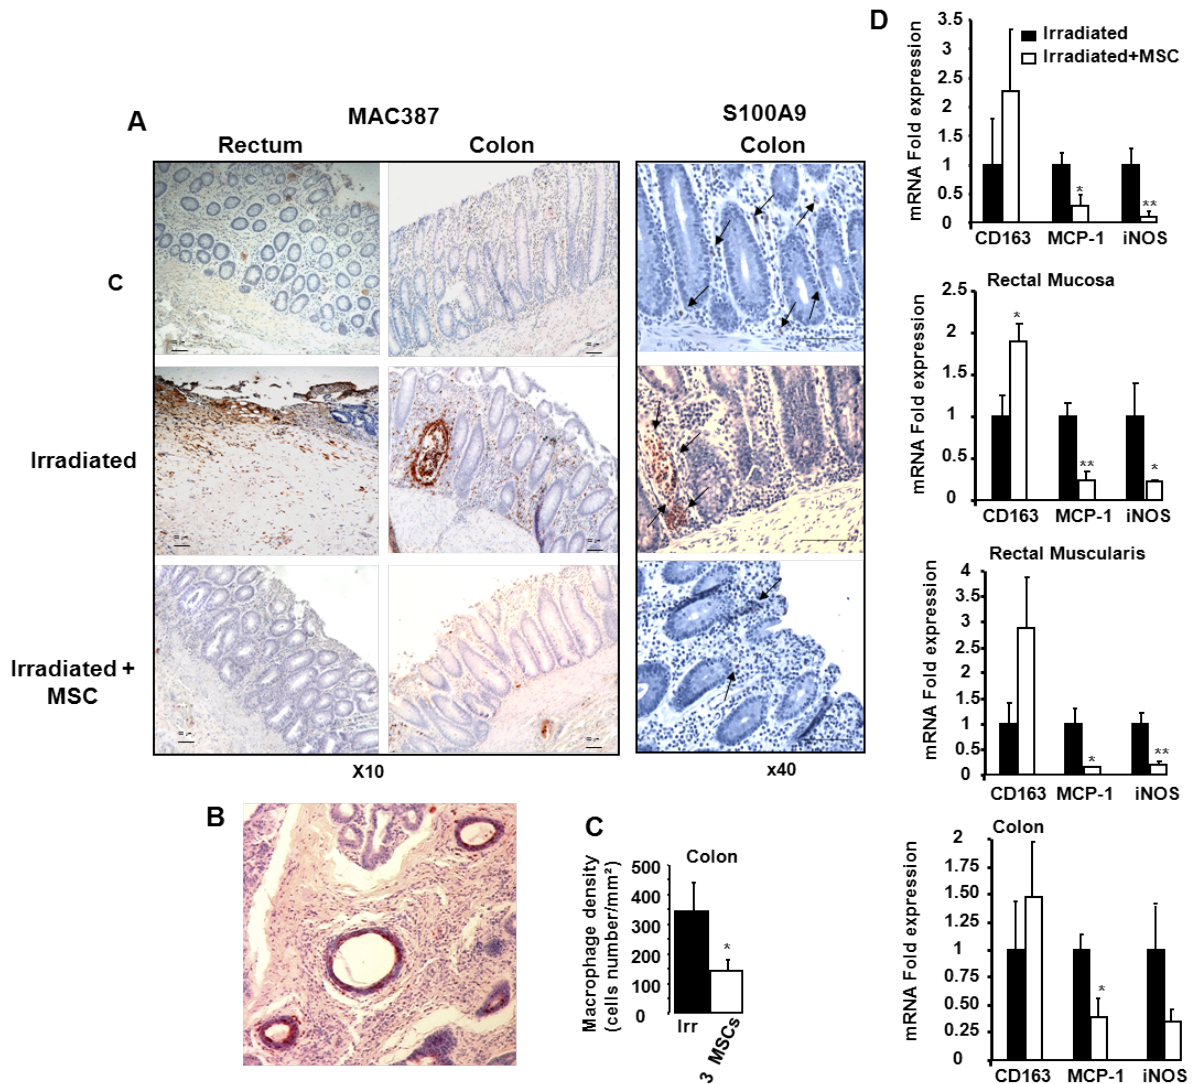 A
MAC387
S100A9
Rectum
Colon
Colon
C
Irradiated
Irradiated +
MSC
X10
x40
B
C
Colon
Macrophage density
(cells number/mm²)
500
400
300
200
100
0
*
Irr
3 MSCs
D
Irradiated
Irradiated+MSC
mRNA Fold expression
3.5
3
2.5
2
1.5
1
0.5
0
*
**
CD163 MCP-1 iNOS
Rectal Mucosa
mRNA Fold expression
2.5
2
1.5
1
0.5
0
*
**
*
CD163 MCP-1 iNOS
Rectal Muscularis
mRNA Fold expression
4
3.5
3
2.5
2
1.5
1
0.5
0
*
**
CD163 MCP-1 iNOS
Colon
mRNA Fold expression
2
1.75
1.50
1.25
1
0.75
0.50
0.25
0
*
CD163 MCP-1 iNOS